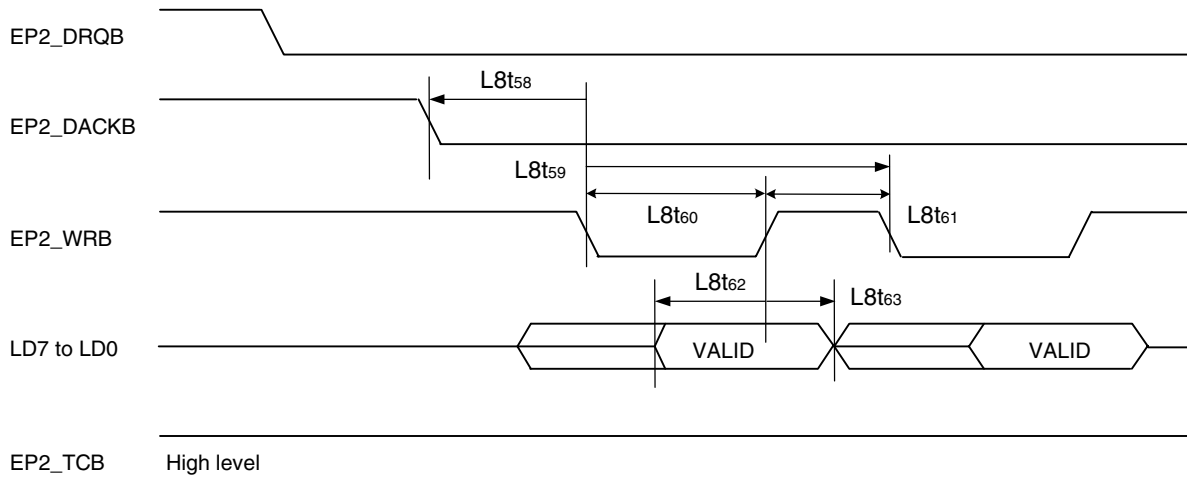 EP2_DRQB
L8t58
EP2_DACKB
L8t59
L8t60
L8t61
EP2_WRB
L8t62
L8t63
LD7 to LD0
VALID
VALID
EP2_TCB
High level